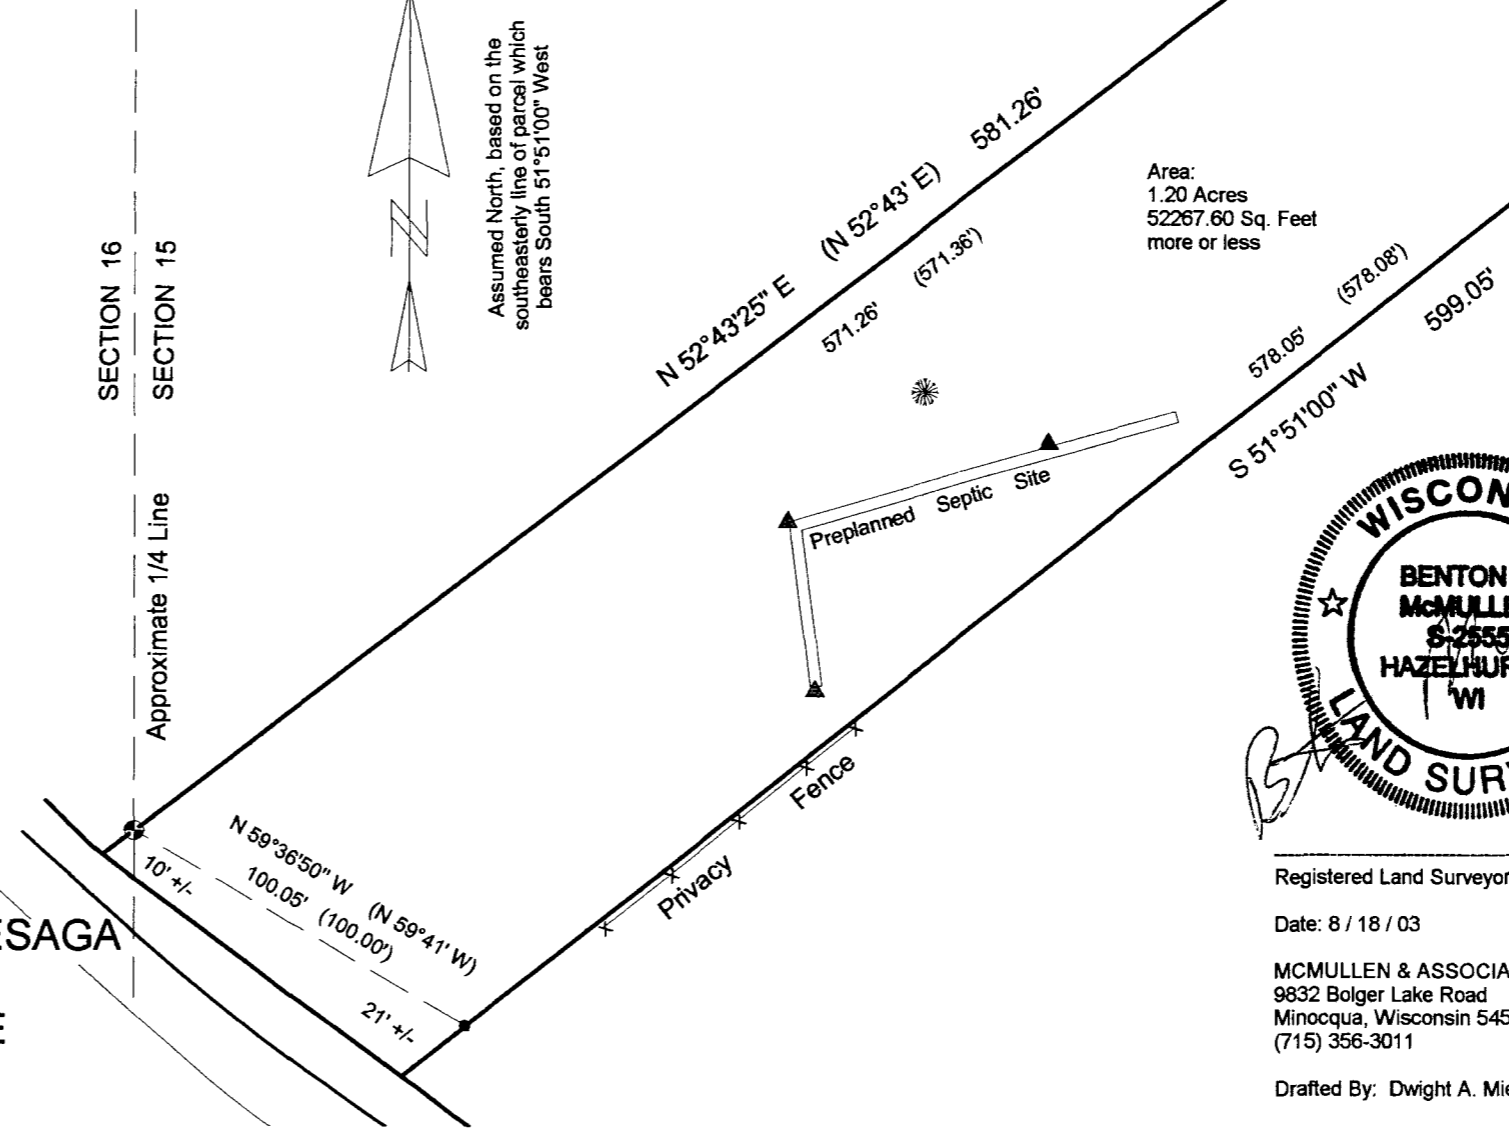 SECTION 16
SECTION 15
Approximate 1/4 Line
N
Assumed North, based on the
southeasterly line of parcel which
bears South 51°51'00" West
N 52°43'25" E (N 52°43' E) 581.26'
571.26' (571.36')
Area:
1.20 Acres
52267.60 Sq. Feet
more or less
578.05' (578.08')
S 51°51'00" W 599.05'
Preplanned Septic Site
Privacy Fence
N 59°36'50" W (N 59°41' W)
100.05' (100.00')
10' +/-
21' +/-
ESAGA
E
WISCON
BENTON
McMULL
S-2555
HAZELHUR
WI
LAND SURV
Registered Land Surveyor
Date: 8 / 18 / 03
MCMULLEN & ASSOCIA
9832 Bolger Lake Road
Minocqua, Wisconsin 545
(715) 356-3011
Drafted By: Dwight A. Mie